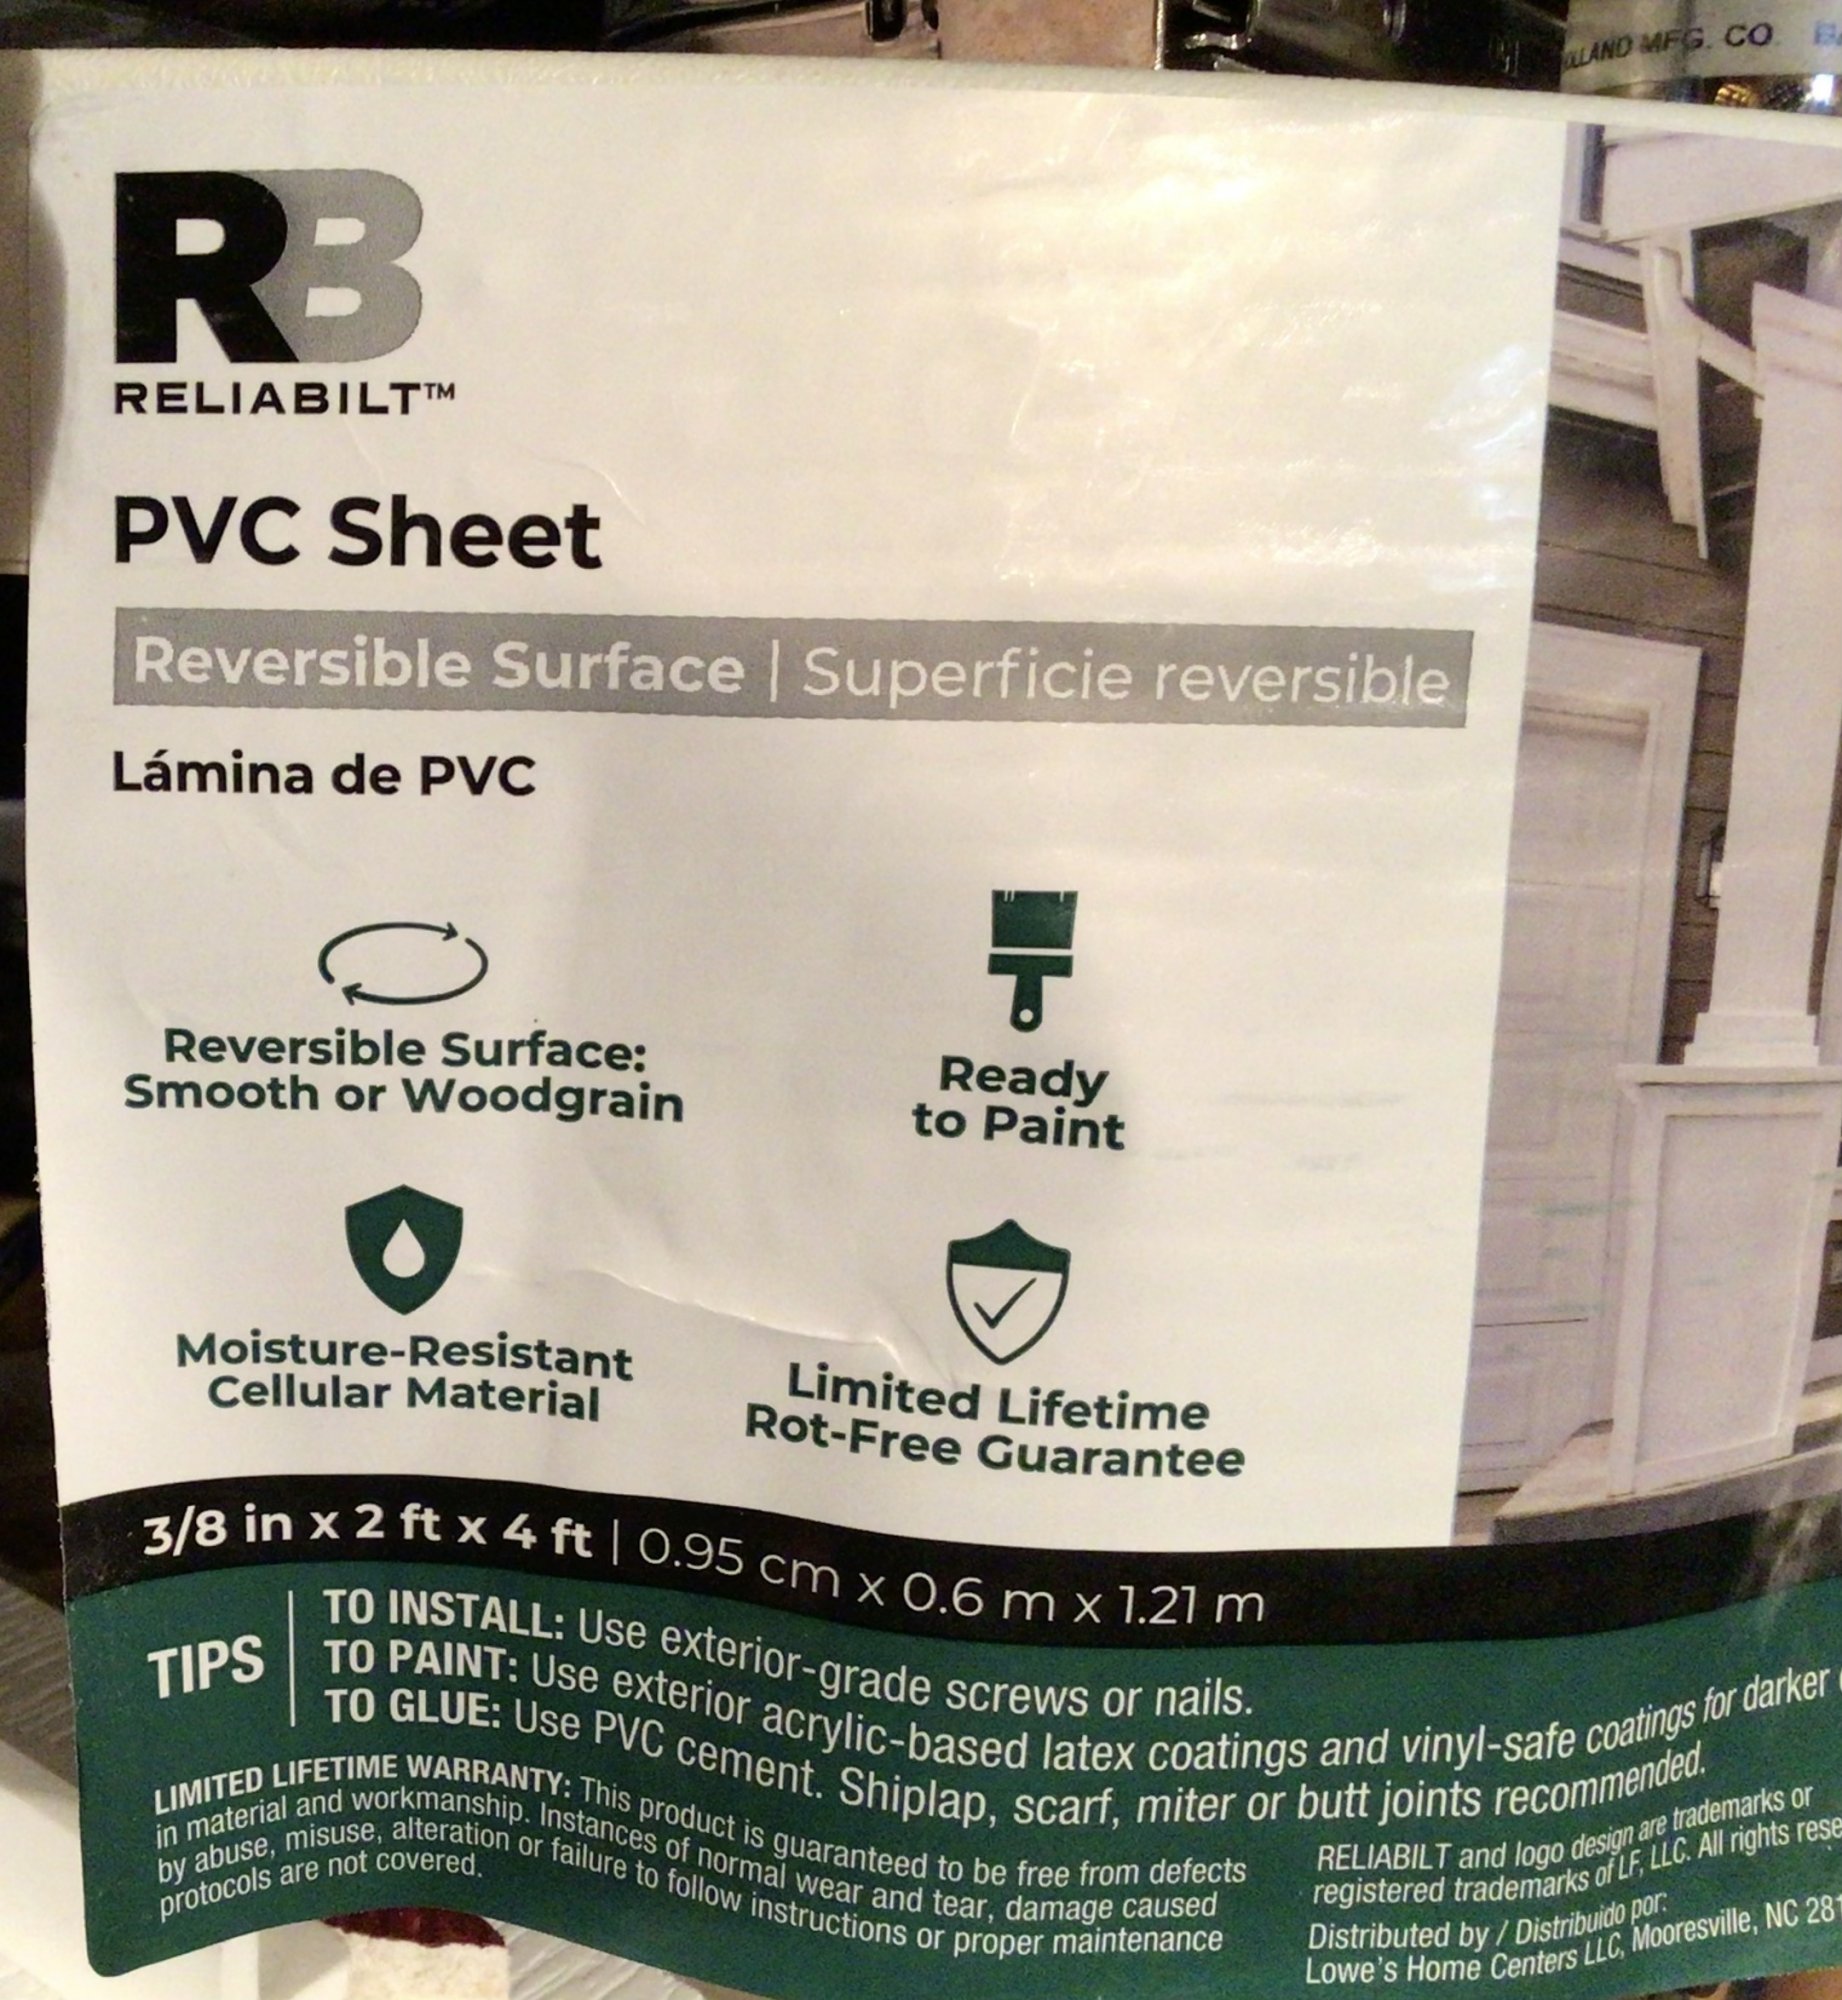 MFG. CO
RB
RELIABILT™
PVC Sheet
Reversible Surface | Superficie reversible
Lámina de PVC
Reversible Surface:
Smooth or Woodgrain
Ready
to Paint
Moisture-Resistant
Cellular Material
Limited Lifetime
Rot-Free Guarantee
3/8 in x 2 ft x 4 ft | 0.95 cm x 0.6 m x 1.21 m
TIPS
TO INSTALL: Use exterior-grade screws or nails.
TO PAINT: Use exterior acrylic-based latex coatings and vinyl-safe coatings for darker
TO GLUE: Use PVC cement. Shiplap, scarf, miter or butt joints recommended.
LIMITED LIFETIME WARRANTY: This product is guaranteed to be free from defects
in material and workmanship. Instances of normal wear and tear, damage caused
by abuse, misuse, alteration or failure to follow instructions or proper maintenance
protocols are not covered.
RELIABILT and logo design are trademarks or
registered trademarks of LF, LLC. All rights
Distributed by / Distribuido por:
Lowe's Home Centers LLC, Mooresville, NC